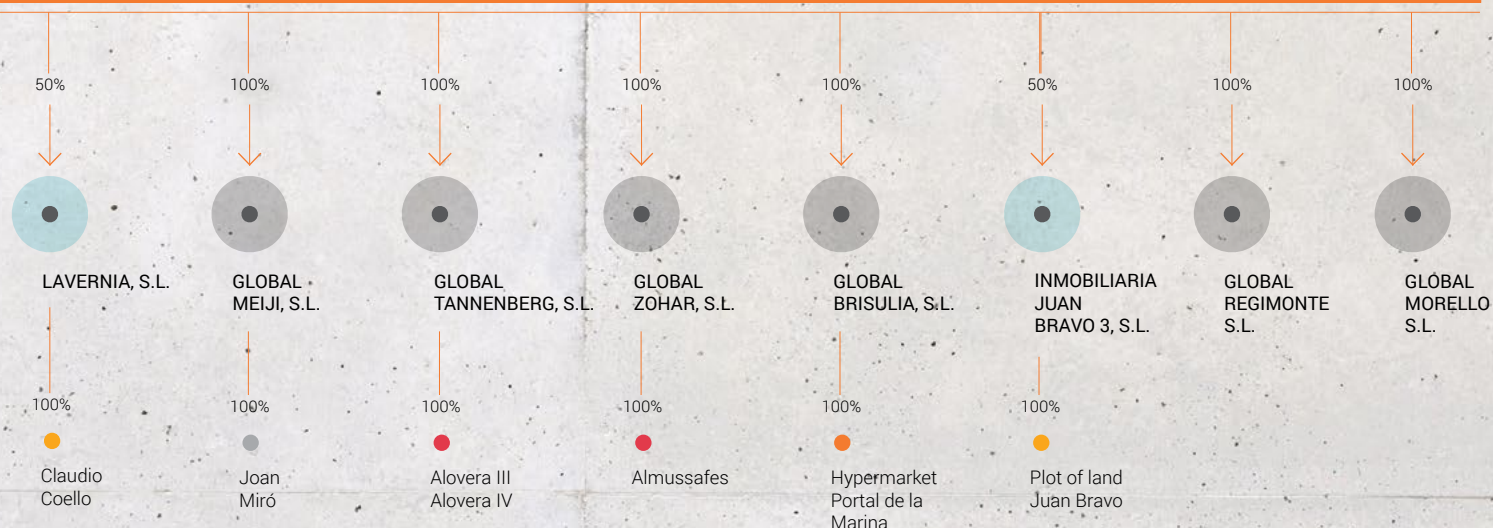 50%
100%
100%
100%
100%
50%
100%
100%
LAVERNIA, S.L.
GLOBAL
MEIJI, S.L.
GLOBAL
TANNENBERG, S.L.
GLOBAL
ZOHAR, S.L.
GLOBAL
BRISULIA, S.L.
INMOBILIARIA
JUAN
BRAVO 3, S.L.
GLOBAL
REGIMONTE
S.L.
GLOBAL
MORELLO
S.L.
100%
100%
100%
100%
100%
100%
Claudio
Coello
Joan
Miró
Alovera III
Alovera IV
Almussafes
Hypermarket
Portal de la
Marina
Plot of land
Juan Bravo